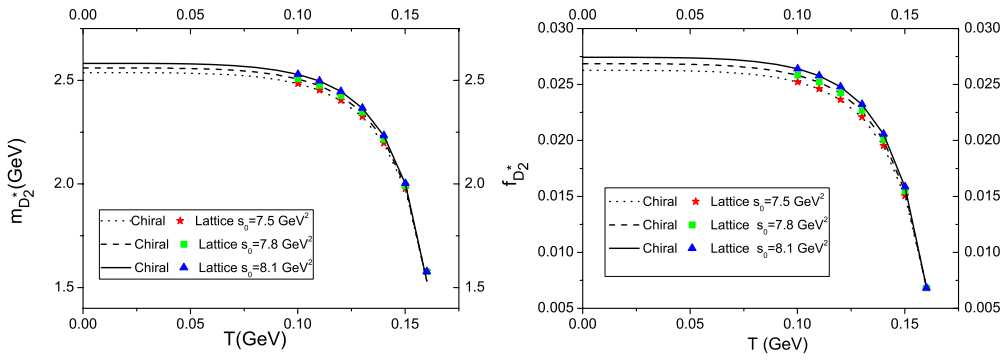 0.00 0.05 0.10 0.15
2.5 2.5
2.0 2.0
1.5 1.5
m_{D_2^*}(GeV)
Chiral Lattice s_0=7.5 GeV^2
Chiral Lattice s_0=7.8 GeV^2
Chiral Lattice s_0=8.1 GeV^2
0.00 0.05 0.10 0.15
T(GeV)
0.00 0.05 0.10 0.15
0.030 0.030
0.025 0.025
0.020 0.020
0.015 0.015
0.010 0.010
0.005 0.005
f_{D_2^*}
Chiral Lattice s_0=7.5 GeV^2
Chiral Lattice s_0=7.8 GeV^2
Chiral Lattice s_0=8.1 GeV^2
0.00 0.05 0.10 0.15
T (GeV)